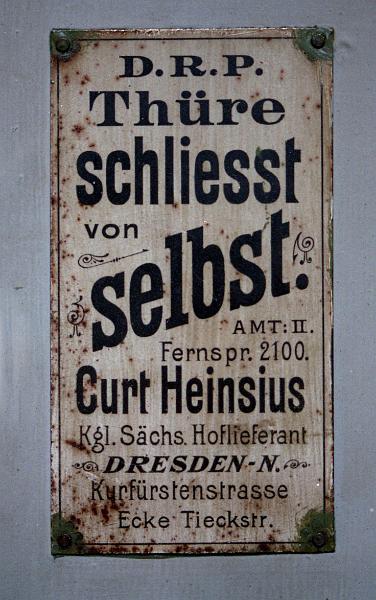 D.R.P.
Thüre
schliesst
von
selbst.
AMT: II.
Fernspr. 2100.
Curt Heinsius
Kgl. Sächs. Hoflieferant
DRESDEN-N.
Kurfürstenstrasse
Ecke Tieckstr.